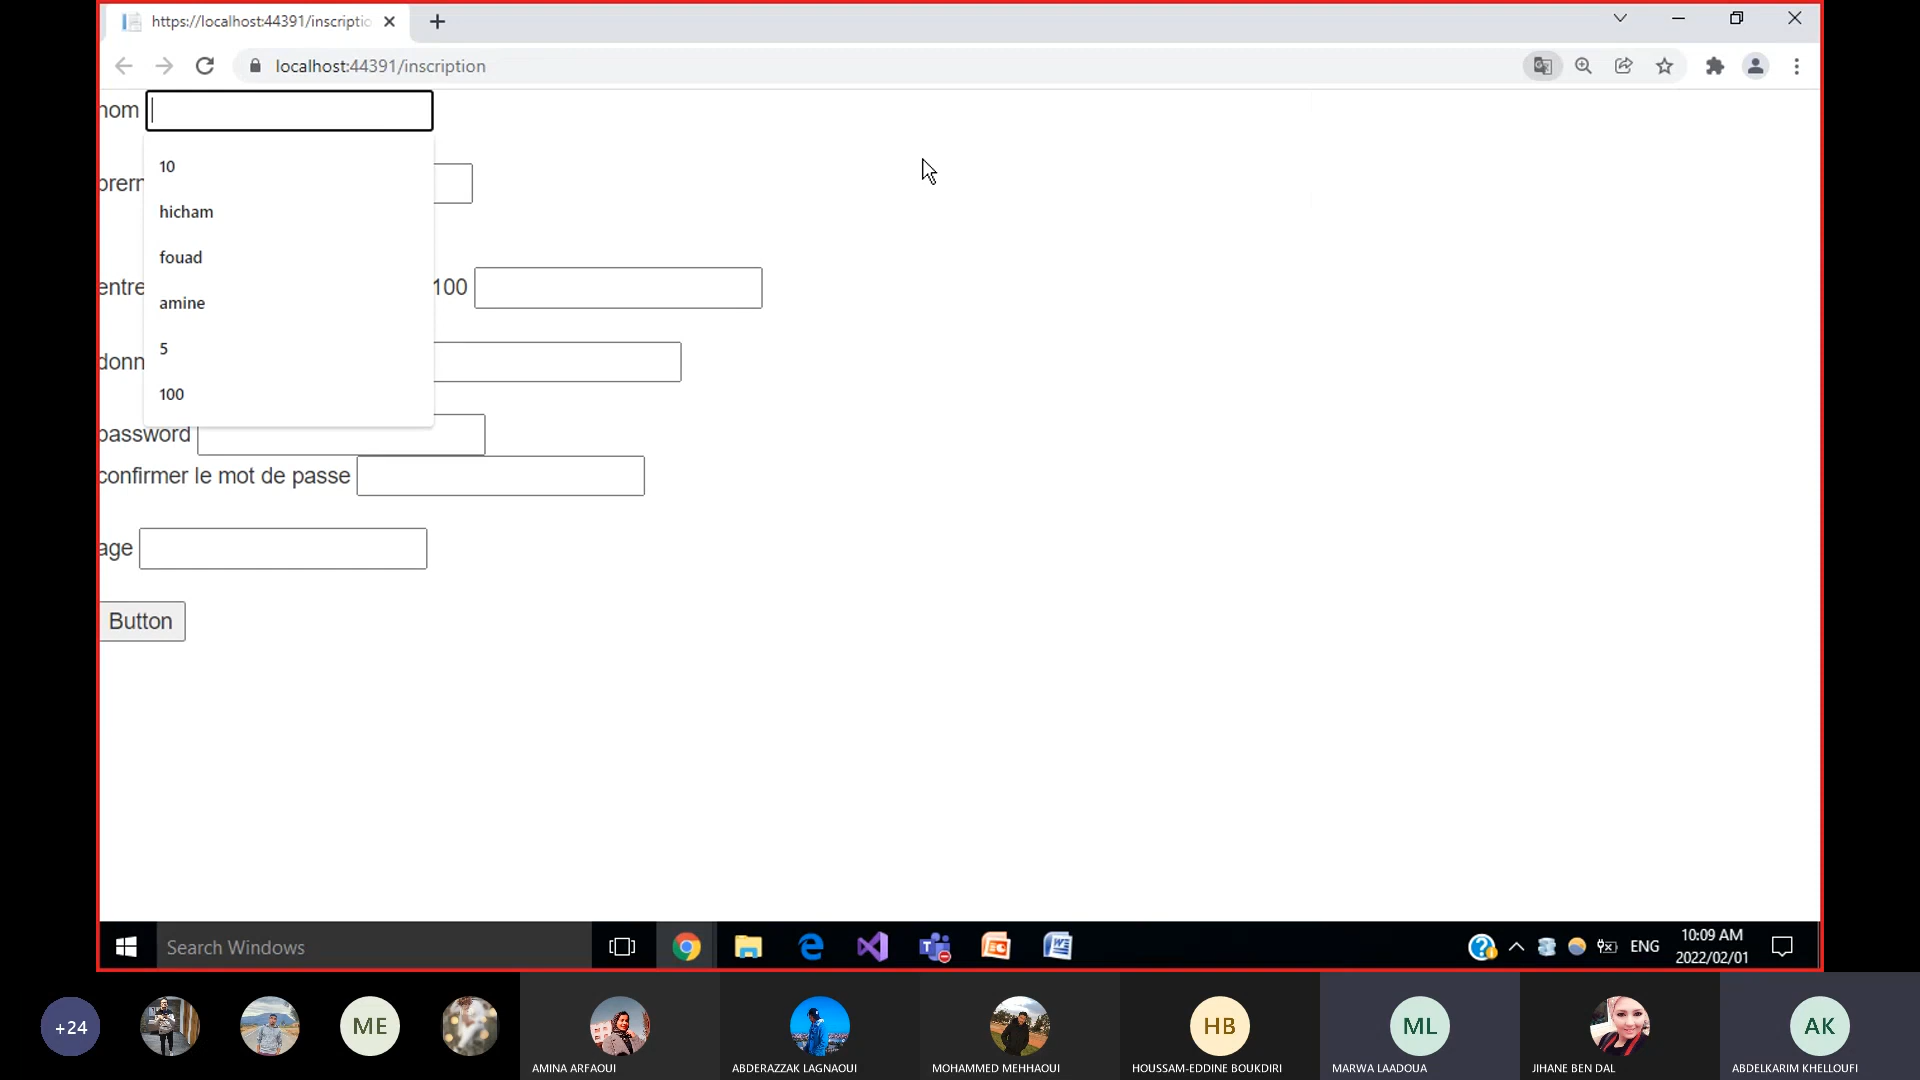 https://localhost:44391/inscriptio
localhost:44391/inscription
nom
10
hicham
fouad
amine
5
100
entre 100
donn
password
confirmer le mot de passe
age
Button
Search Windows
ENG
10:09 AM
2022/02/01
+24
ME
HB
ML
AK
AMINA ARFAOUI
ABDERAZZAK LAGNAOUI
MOHAMMED MEHHAOUI
HOUSSAM-EDDINE BOUKDIRI
MARWA LAADOUA
JIHANE BEN DAL
ABDELKARIM KHELLOUFI